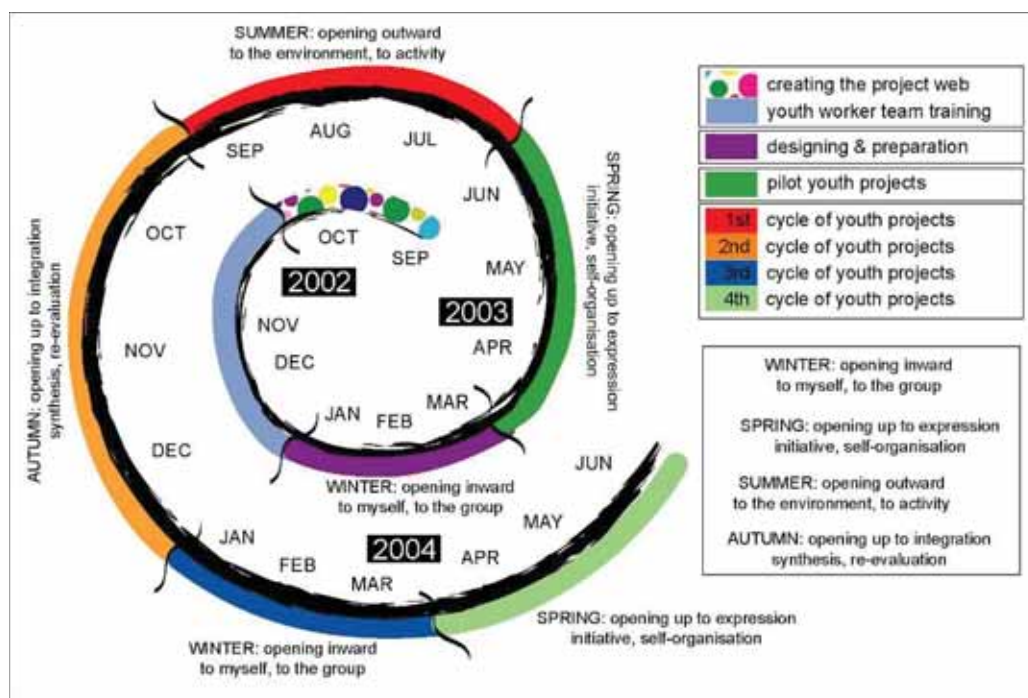 SUMMER: opening outward
to the environment, to activity
SEP
AUG
JUL
JUN
MAY
APR
MAR
FEB
JAN
DEC
NOV
OCT
SEP
2002
2003
OCT
NOV
DEC
JAN
FEB
MAR
2004
APR
MAY
JUN
SPRING: opening up to expression
initiative, self-organisation
AUTUMN: opening up to integration
synthesis, re-evaluation
WINTER: opening inward
to myself, to the group
WINTER: opening inward
to myself, to the group
SPRING: opening up to expression
initiative, self-organisation
creating the project web
youth worker team training
designing & preparation
pilot youth projects
1st cycle of youth projects
2nd cycle of youth projects
3rd cycle of youth projects
4th cycle of youth projects
WINTER: opening inward
to myself, to the group
SPRING: opening up to expression
initiative, self-organisation
SUMMER: opening outward
to the environment, to activity
AUTUMN: opening up to integration
synthesis, re-evaluation